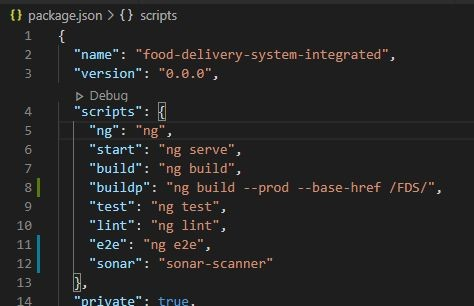 {} package.json > {} scripts
1 {
2 "name": "food-delivery-system-integrated",
3 "version": "0.0.0",
▷ Debug
4 "scripts": {
5 "ng": "ng",
6 "start": "ng serve",
7 "build": "ng build",
8 "buildp": "ng build --prod --base-href /FDS/",
9 "test": "ng test",
10 "lint": "ng lint",
11 "e2e": "ng e2e",
12 "sonar": "sonar-scanner"
13 },
"private": true,